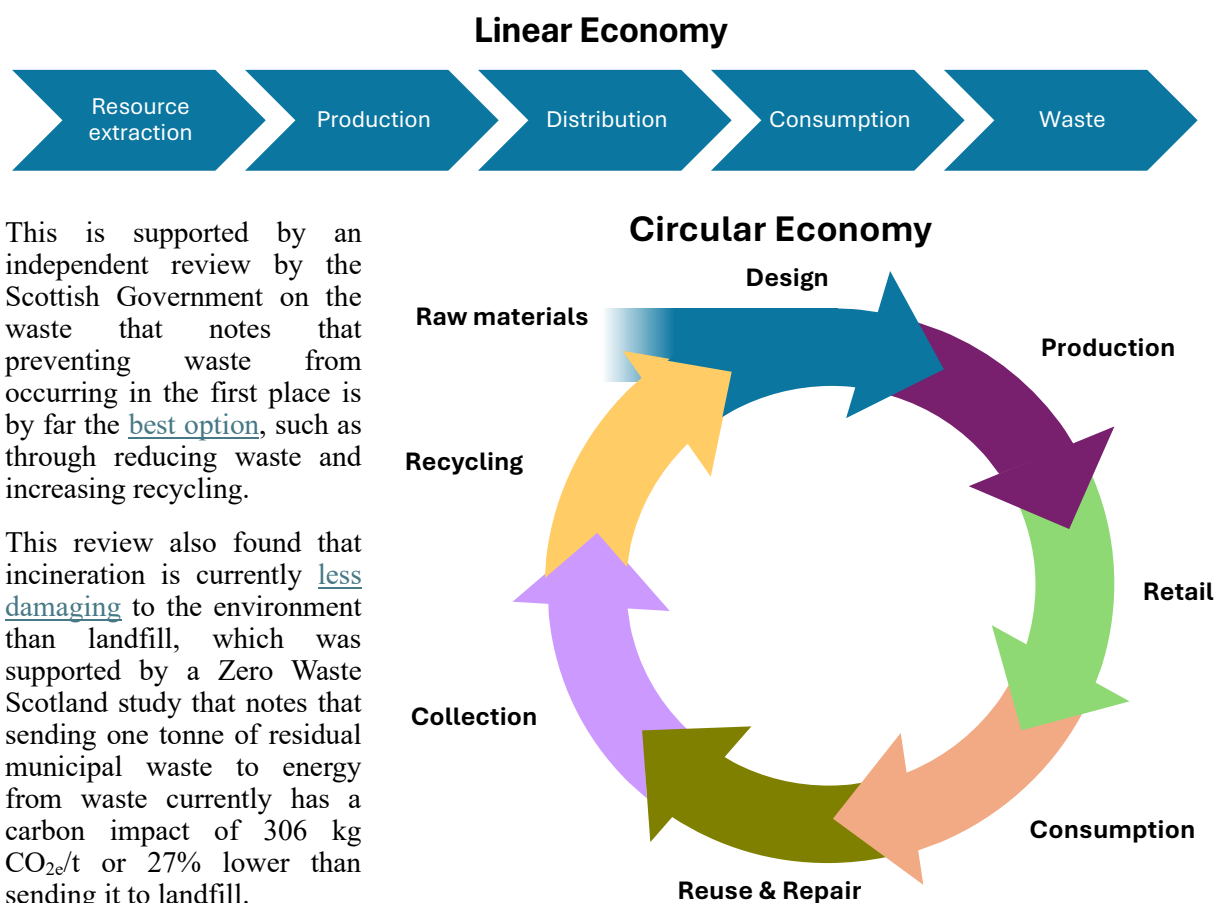 Linear Economy
Resource
extraction
Production
Distribution
Consumption
Waste
This is supported by an
independent review by the
Scottish Government on the
waste that notes that
preventing waste from
occurring in the first place is
by far the best option, such as
through reducing waste and
increasing recycling.
This review also found that
incineration is currently less
damaging to the environment
than landfill, which was
supported by a Zero Waste
Scotland study that notes that
sending one tonne of residual
municipal waste to energy
from waste currently has a
carbon impact of 306 kg
CO2e/t or 27% lower than
sending it to landfill.
Circular Economy
Design
Raw materials
Production
Recycling
Retail
Collection
Consumption
Reuse & Repair